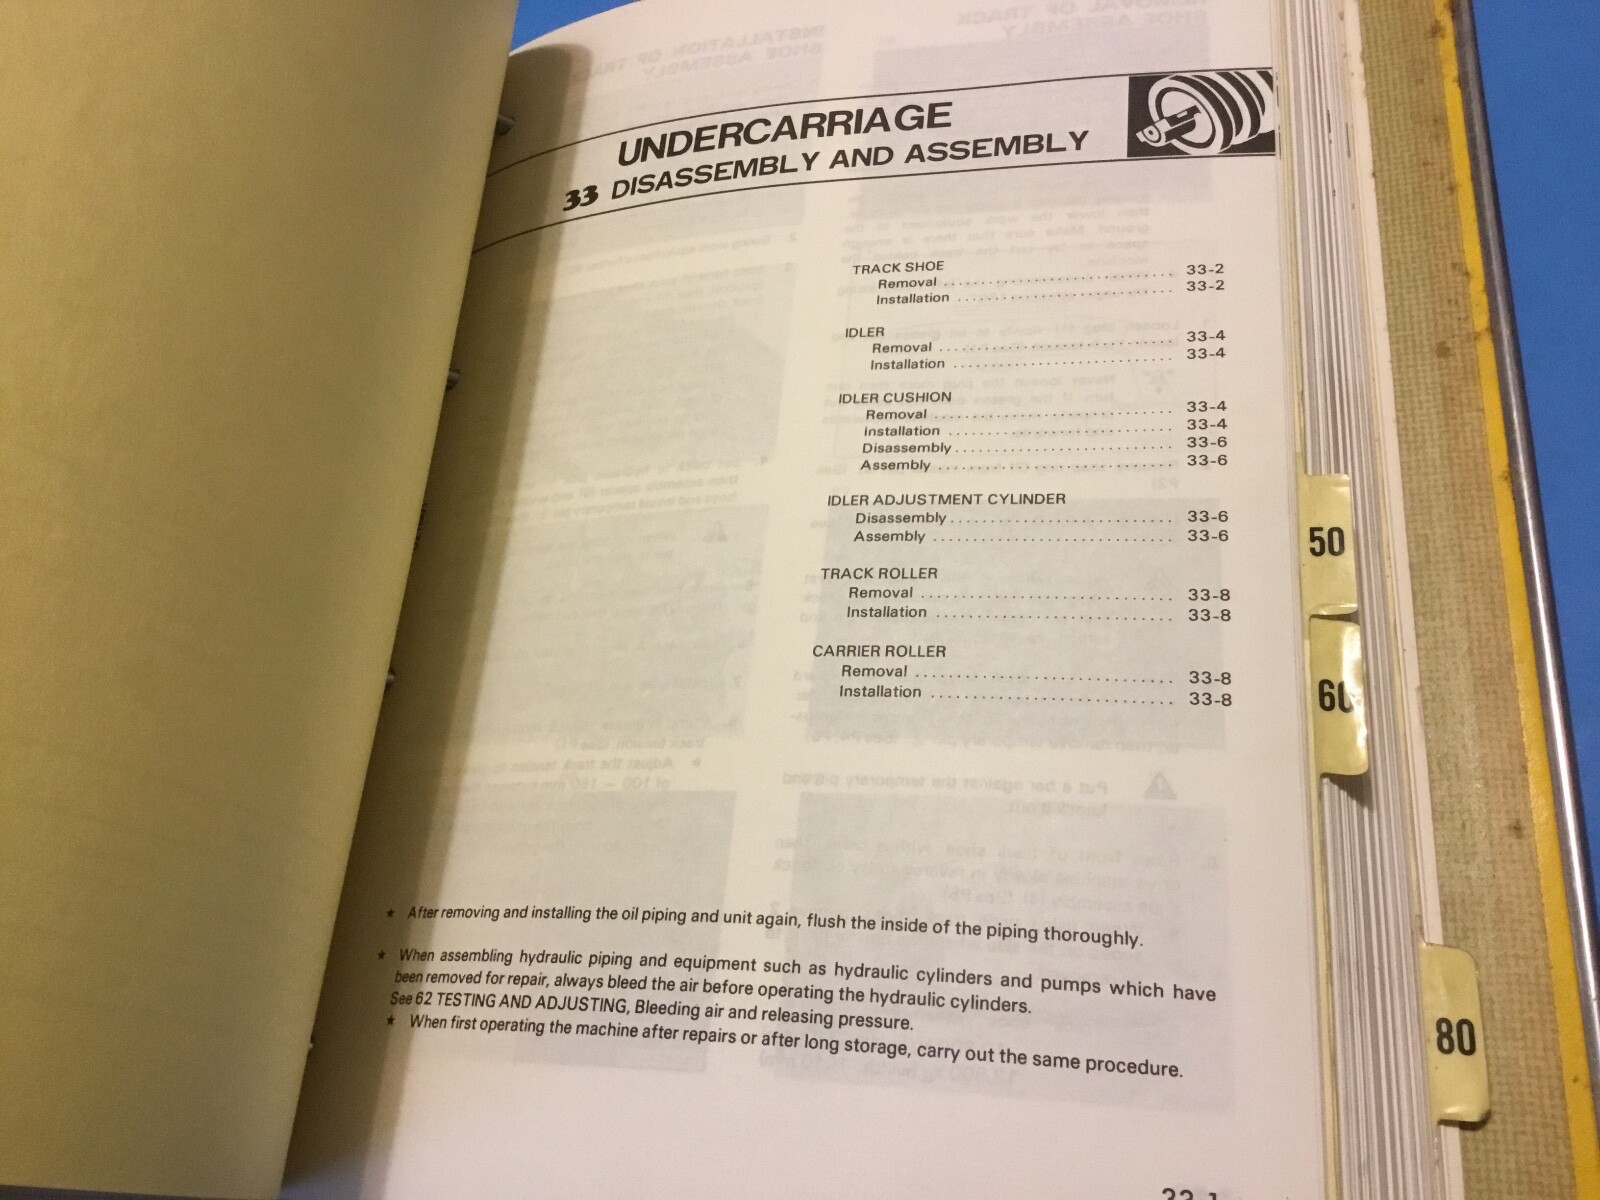 UNDERCARRIAGE
33 DISASSEMBLY AND ASSEMBLY
TRACK SHOE
Removal ........................ 33-2
Installation ........................ 33-2
IDLER
Removal ........................ 33-4
Installation ........................ 33-4
IDLER CUSHION
Removal ........................ 33-4
Installation ........................ 33-4
Disassembly ........................ 33-6
Assembly ........................ 33-6
IDLER ADJUSTMENT CYLINDER
Disassembly ........................ 33-6
Assembly ........................ 33-6
TRACK ROLLER
Removal ........................ 33-8
Installation ........................ 33-8
CARRIER ROLLER
Removal ........................ 33-8
Installation ........................ 33-8
★ After removing and installing the oil piping and unit again, flush the inside of the piping thoroughly.
★ When assembling hydraulic piping and equipment such as hydraulic cylinders and pumps which have
been removed for repair, always bleed the air before operating the hydraulic cylinders.
See 62 TESTING AND ADJUSTING, Bleeding air and releasing pressure.
★ When first operating the machine after repairs or after long storage, carry out the same procedure.
33-1
50
60
80